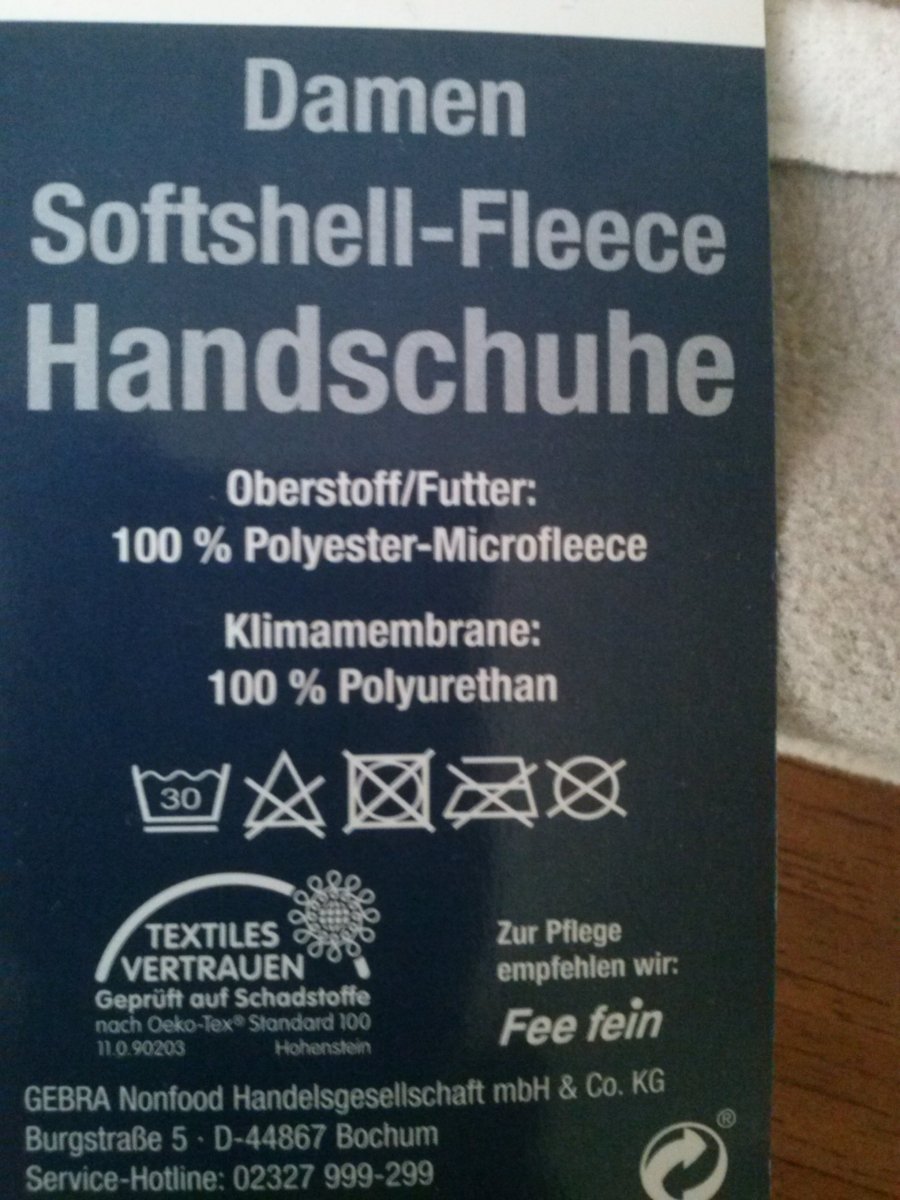 Damen
Softshell-Fleece
Handschuhe
Oberstoff/Futter:
100 % Polyester-Microfleece
Klimamembrane:
100 % Polyurethan
30
TEXTILES
VERTRAUEN
Geprüft auf Schadstoffe
nach Oeko-Tex® Standard 100
11.0.90203 Hohenstein
Zur Pflege
empfehlen wir:
Fee fein
GEBRA Nonfood Handelsgesellschaft mbH & Co. KG
Burgstraße 5 · D-44867 Bochum
Service-Hotline: 02327 999-299
®